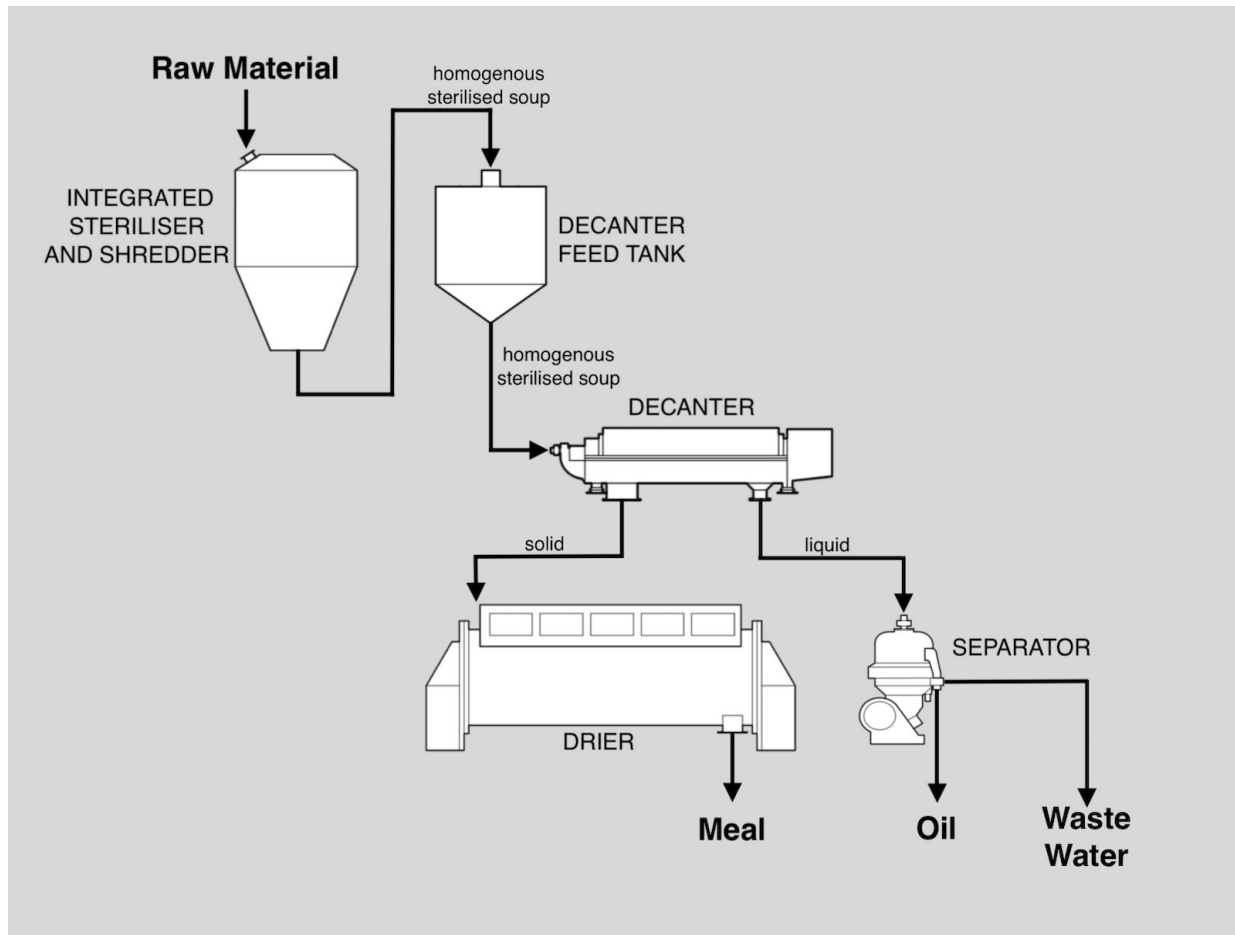 Raw Material
homogenous
sterilised soup
INTEGRATED
STERILISER
AND SHREDDER
DECANTER
FEED TANK
homogenous
sterilised soup
DECANTER
solid
liquid
SEPARATOR
DRIER
Meal
Oil
Waste
Water